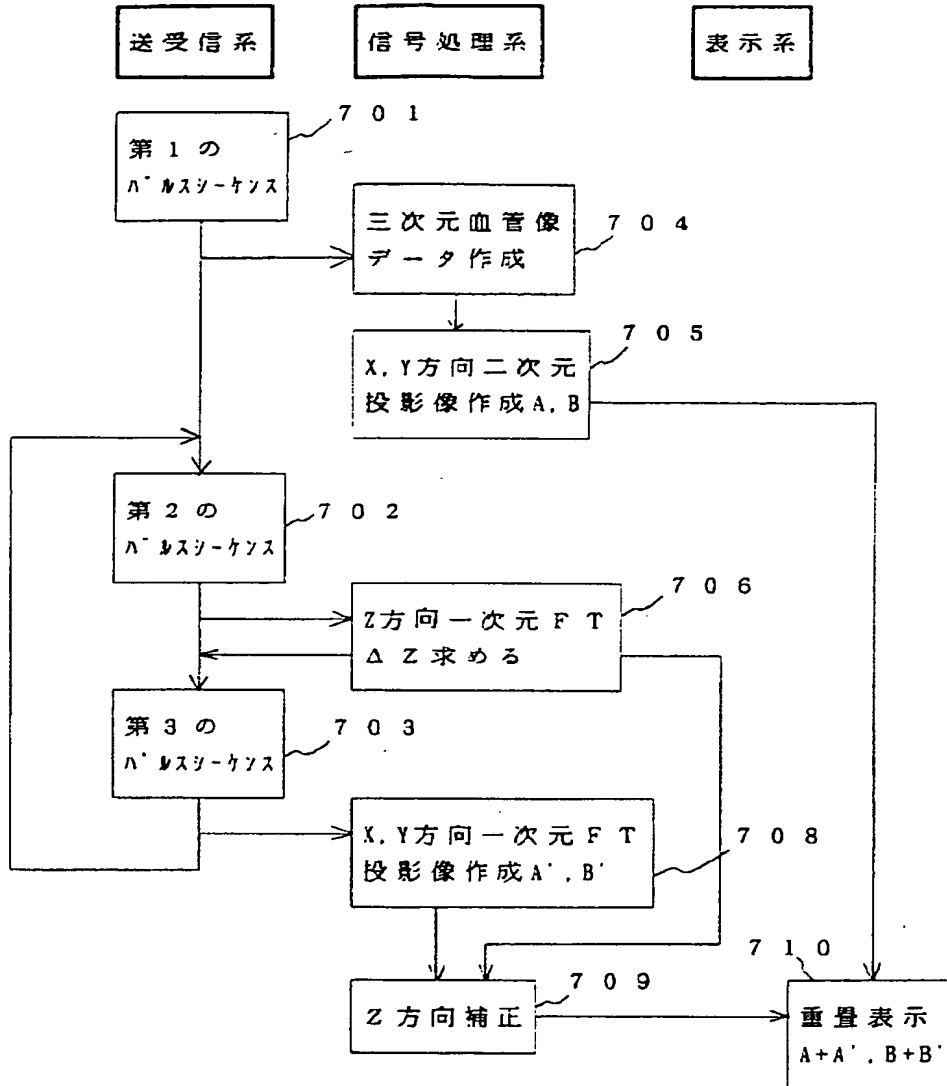 送受信系
信号処理系
表示系
701
第1の
パルスシーケンス
三次元血管像
データ作成
704
705
X,Y方向二次元
投影像作成A,B
第2の
パルスシーケンス
702
706
Z方向一次元FT
ΔZ求める
第3の
パルスシーケンス
703
X,Y方向一次元FT
投影像作成A',B'
708
710
Z方向補正
709
重畳表示
A+A',B+B'